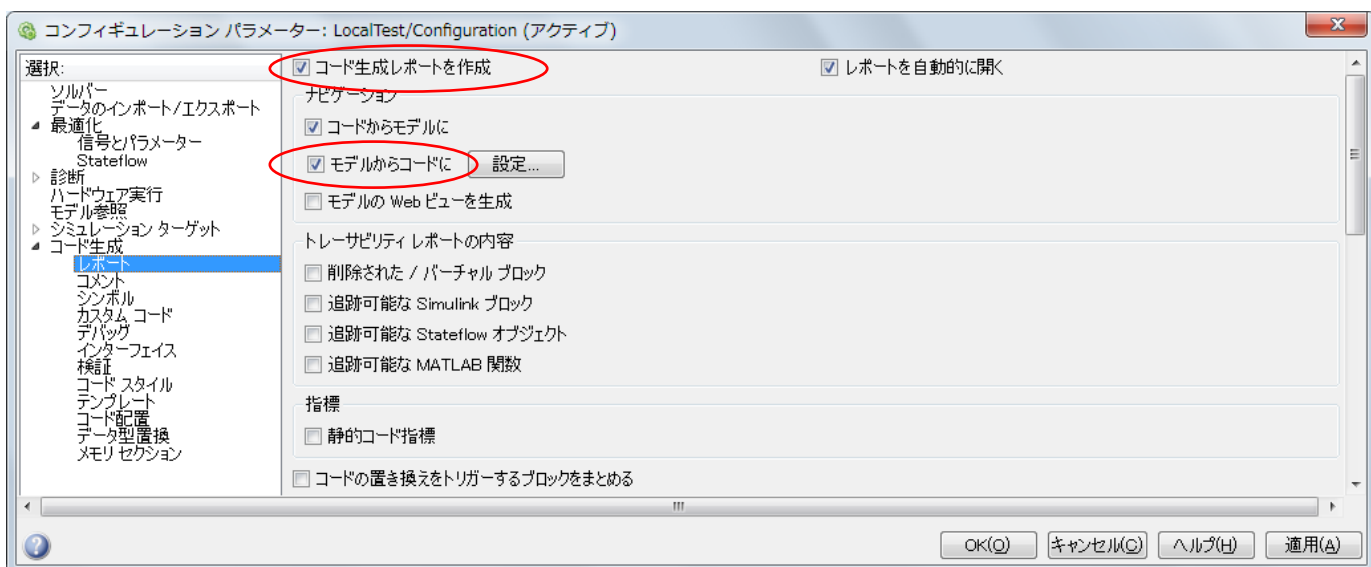 コンフィギュレーション パラメーター: LocalTest/Configuration (アクティブ)
選択:
ソルバー
データのインポート/エクスポート
最適化
信号とパラメーター
Stateflow
診断
ハードウェア実行
モデル参照
シミュレーション ターゲット
コード生成
レポート
コメント
シンボル
カスタム コード
デバッグ
インターフェイス
検証
コード スタイル
テンプレート
コード配置
データ型置換
メモリ セクション
コード生成レポートを作成 レポートを自動的に開く
ナビゲーション
コードからモデルに
モデルからコードに 設定...
モデルの Web ビューを生成
トレーサビリティ レポートの内容
削除された / バーチャル ブロック
追跡可能な Simulink ブロック
追跡可能な Stateflow オブジェクト
追跡可能な MATLAB 関数
指標
静的コード指標
コードの置き換えをトリガーするブロックをまとめる
OK(O) キャンセル(C) ヘルプ(H) 適用(A)